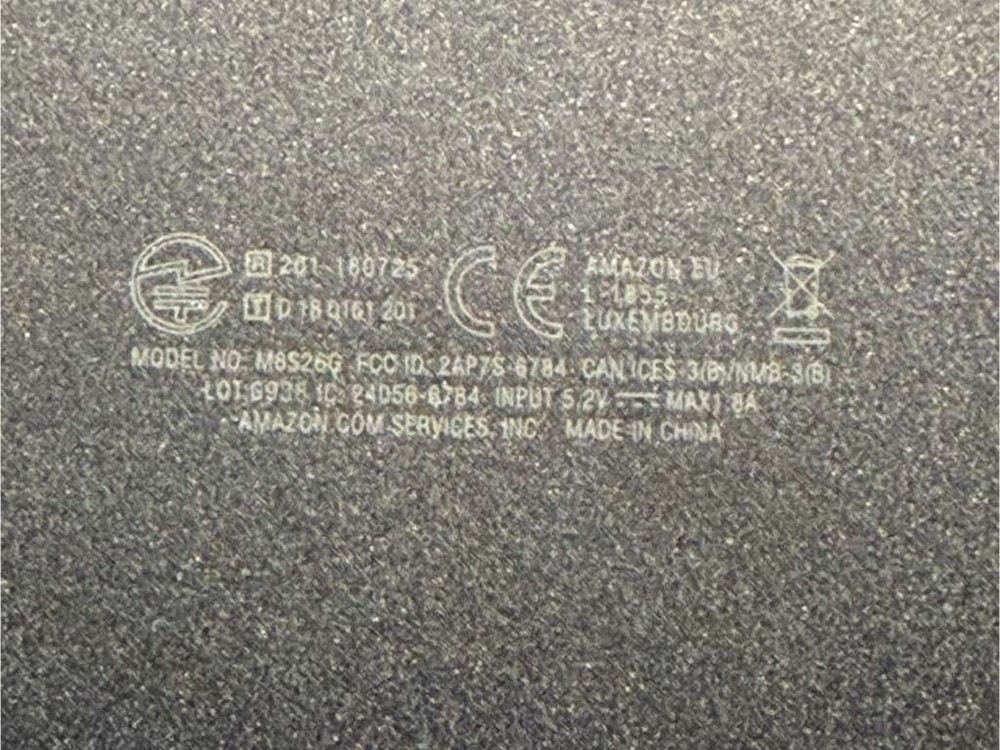 R 201-180725
T D 18 0161 201
CE
AMAZON EU
L-1855
LUXEMBOURG
MODEL NO: M8S26G FCC ID: 2AP7S-6784 CAN ICES-3(B)/NMB-3(B)
LOT: IC: 24056-6784 INPUT 5.2V MAX1.8A
AMAZON.COM SERVICES, INC. MADE IN CHINA